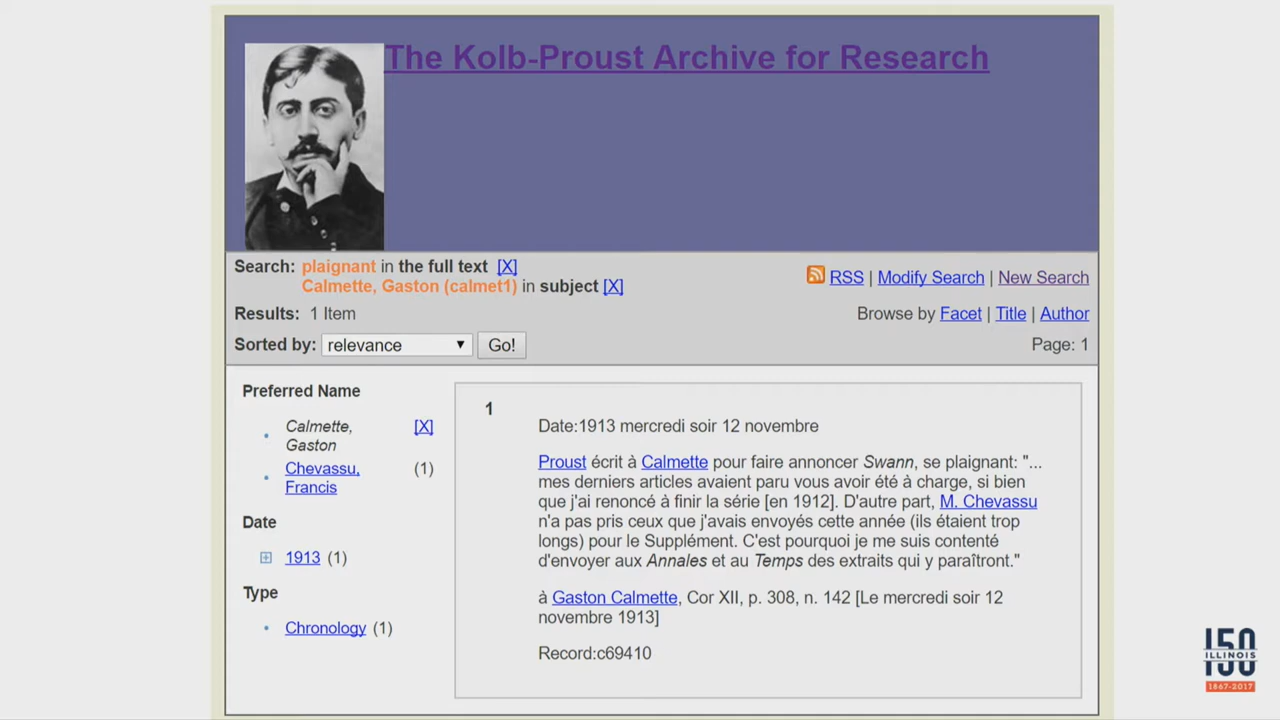 The Kolb-Proust Archive for Research
Search: plaignant in the full text [X]
Calmette, Gaston (calmet1) in subject [X]
RSS | Modify Search | New Search
Results: 1 Item
Browse by Facet | Title | Author
Sorted by: relevance Go!
Page: 1
Preferred Name
Calmette,
Gaston
[X]
Chevassu,
Francis
(1)
Date
1913 (1)
Type
Chronology (1)
1
Date:1913 mercredi soir 12 novembre
Proust écrit à Calmette pour faire annoncer Swann, se plaignant: "...
mes derniers articles avaient paru vous avoir été à charge, si bien
que j'ai renoncé à finir la série [en 1912]. D'autre part, M. Chevassu
n'a pas pris ceux que j'avais envoyés cette année (ils étaient trop
longs) pour le Supplément. C'est pourquoi je me suis contenté
d'envoyer aux Annales et au Temps des extraits qui y paraîtront."
à Gaston Calmette, Cor XII, p. 308, n. 142 [Le mercredi soir 12
novembre 1913]
Record:c69410
150
ILLINOIS
1867-2017